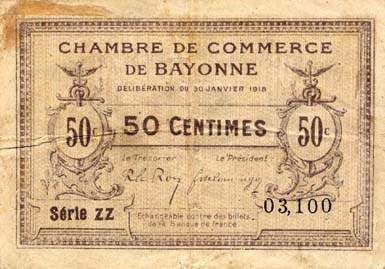 CHAMBRE DE COMMERCE
DE BAYONNE
DÉLIBÉRATION DU 30 JANVIER 1918
50c 50 CENTIMES 50c
Le Trésorier Le Président
Série ZZ 03,100
Echangeable contre des billets
de la Banque de France